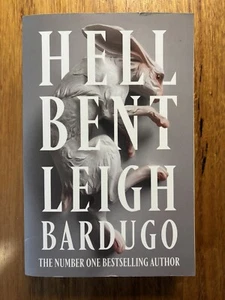 HELL
BENT
LEIGH
BARDUGO
THE NUMBER ONE BESTSELLING AUTHOR